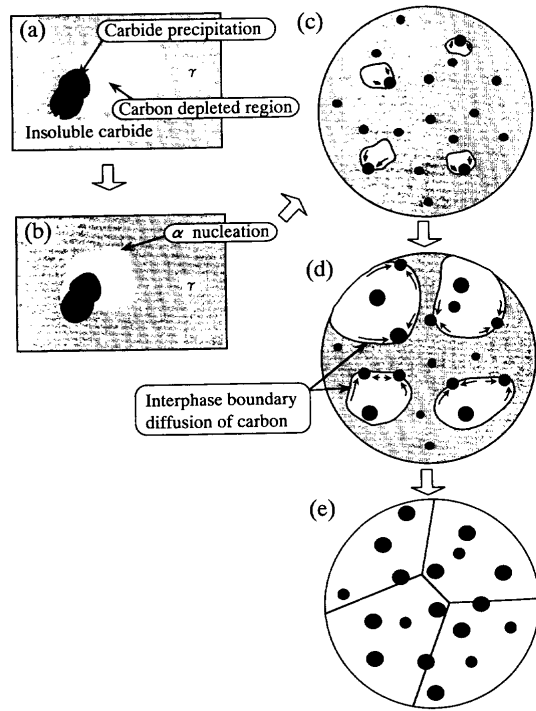 (a)
Carbide precipitation
γ
Carbon depleted region
Insoluble carbide
(b)
α nucleation
γ
(c)
(d)
Interphase boundary
diffusion of carbon
(e)